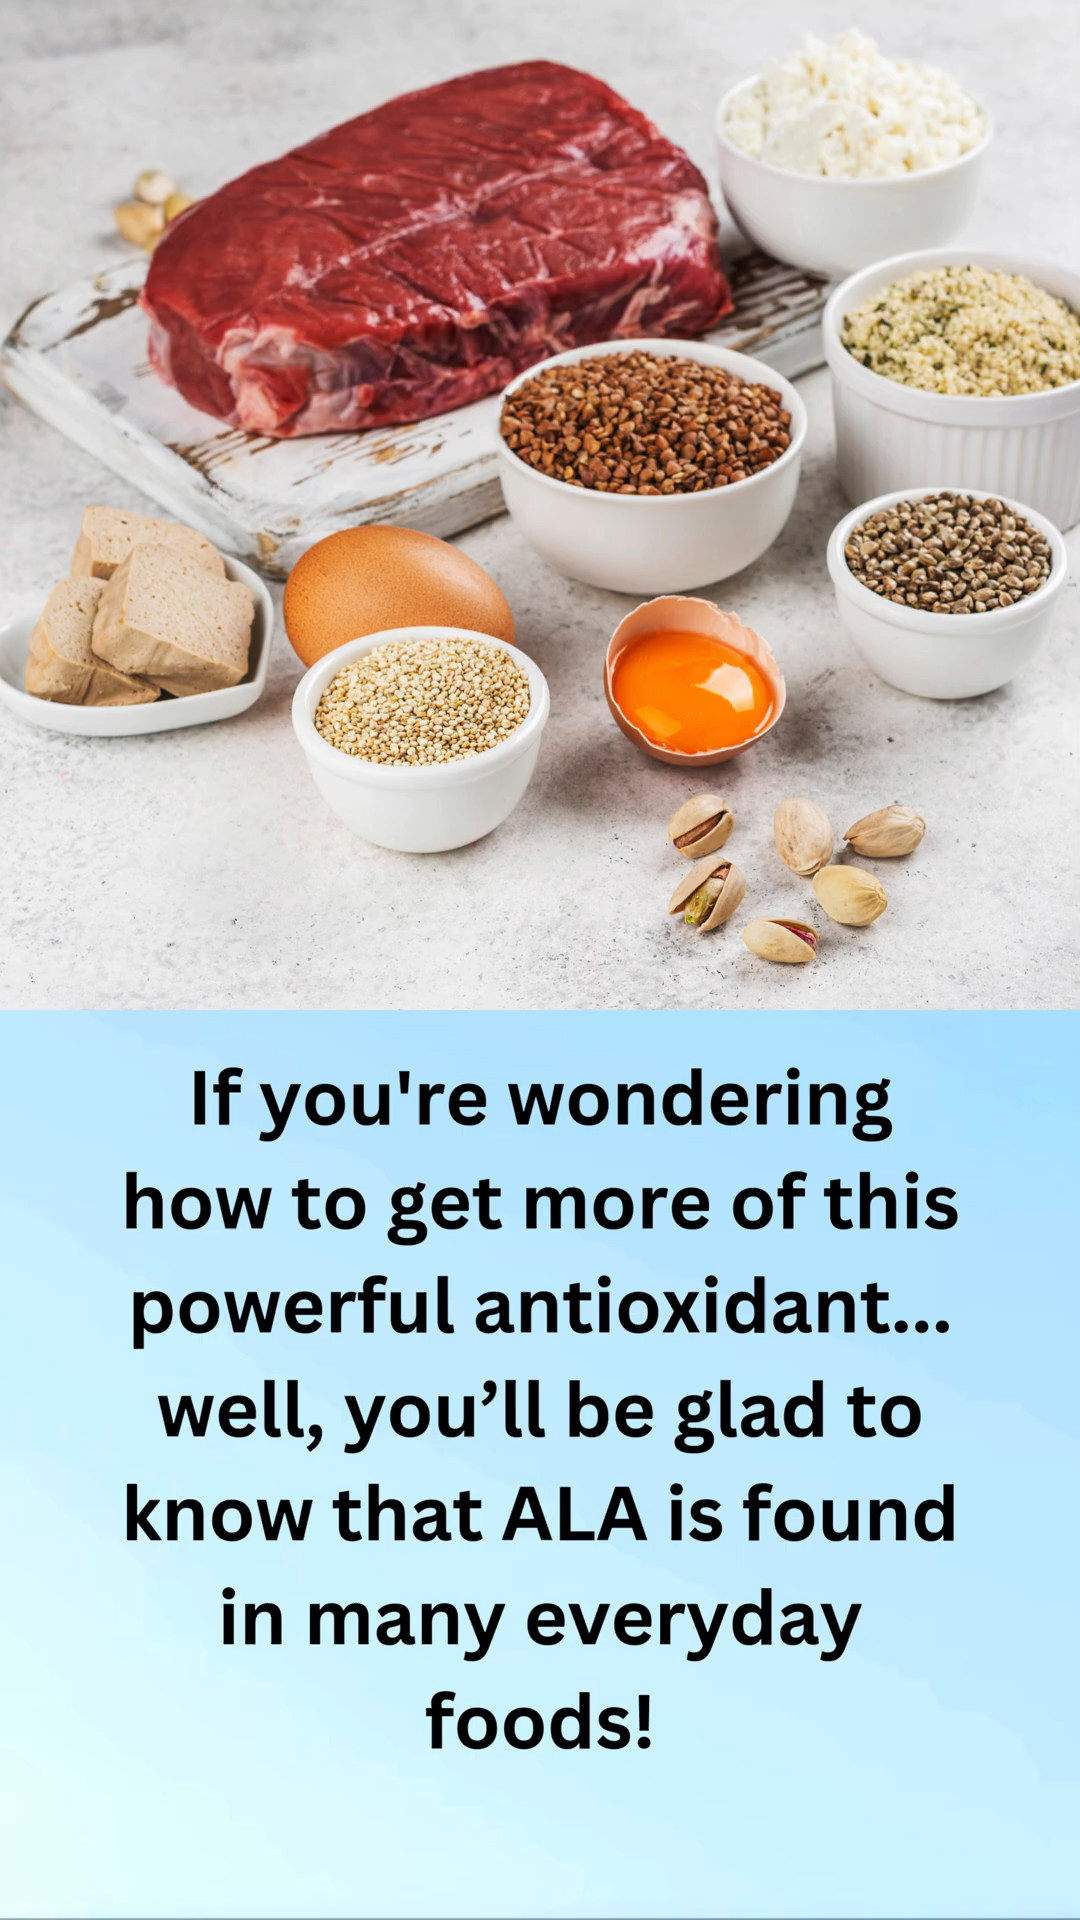 If you're wondering
how to get more of this
powerful antioxidant...
well, you’ll be glad to
know that ALA is found
in many everyday
foods!